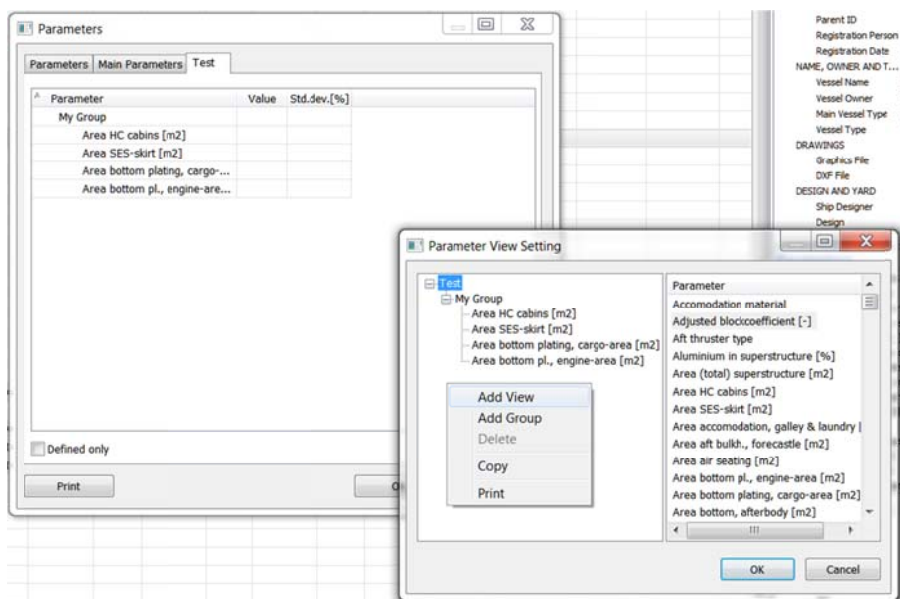 Parameters
Parameters Main Parameters Test
Parameter Value Std.dev.[%]
My Group
Area HC cabins [m2]
Area SES-skirt [m2]
Area bottom plating, cargo-...
Area bottom pl., engine-are...
Defined only
Print
Parent ID
Registration Person
Registration Date
NAME, OWNER AND T...
Vessel Name
Vessel Owner
Main Vessel Type
Vessel Type
DRAWINGS
Graphics File
DXF File
DESIGN AND YARD
Ship Designer
Design
Parameter View Setting
Test
My Group
Area HC cabins [m2]
Area SES-skirt [m2]
Area bottom plating, cargo-area [m2]
Area bottom pl., engine-area [m2]
Add View
Add Group
Delete
Copy
Print
Parameter
Accomodation material
Adjusted blockcoefficient [-]
Aft thruster type
Aluminium in superstructure [%]
Area (total) superstructure [m2]
Area HC cabins [m2]
Area SES-skirt [m2]
Area accomodation, galley & laundry [
Area aft bulkh., forecastle [m2]
Area air seating [m2]
Area bottom pl., engine-area [m2]
Area bottom plating, cargo-area [m2]
Area bottom, afterbody [m2]
OK Cancel